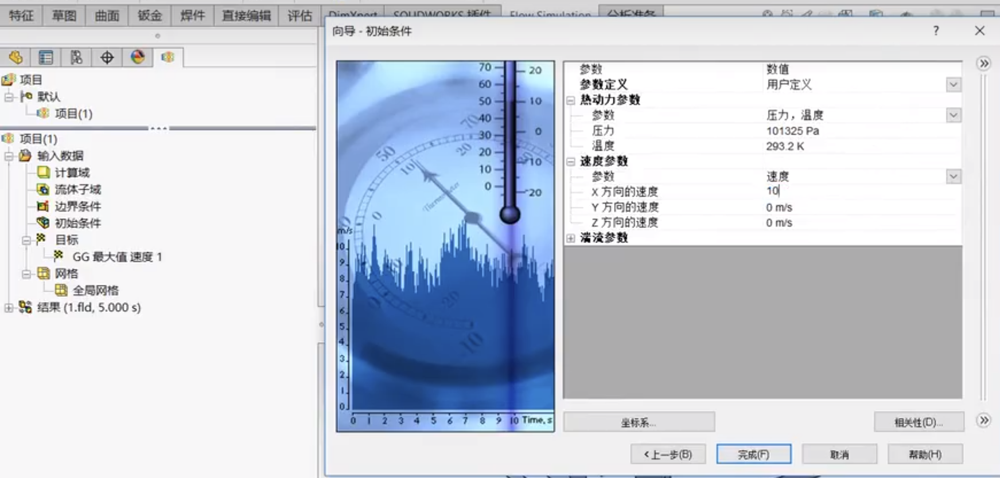 特征 草图 曲面 钣金 焊件 直接编辑 评估 DimXpert SOLIDWORKS 插件 Flow Simulation 分析准备
向导 - 初始条件
项目
默认
项目(1)
项目(1)
输入数据
计算域
流体子域
边界条件
初始条件
目标
GG 最大值 速度 1
网格
全局网格
结果 (1.fld, 5.000 s)
70 20
60
50 10
40
30 0
20
10 10
0
20
70
50
20
10
Thermometer
0
20
10
m/s
10
9
8
7
6
5
4
3
2
1
0
0 1 2 3 4 5 6 7 8 9 10 Time, s
参数 数值
参数定义 用户定义
热动力参数
参数 压力，温度
压力 101325 Pa
温度 293.2 K
速度参数
参数 速度
X 方向的速度 10
Y 方向的速度 0 m/s
Z 方向的速度 0 m/s
湍流参数
坐标系... 相关性(D)...
<上一步(B) 完成(F) 取消 帮助(H)